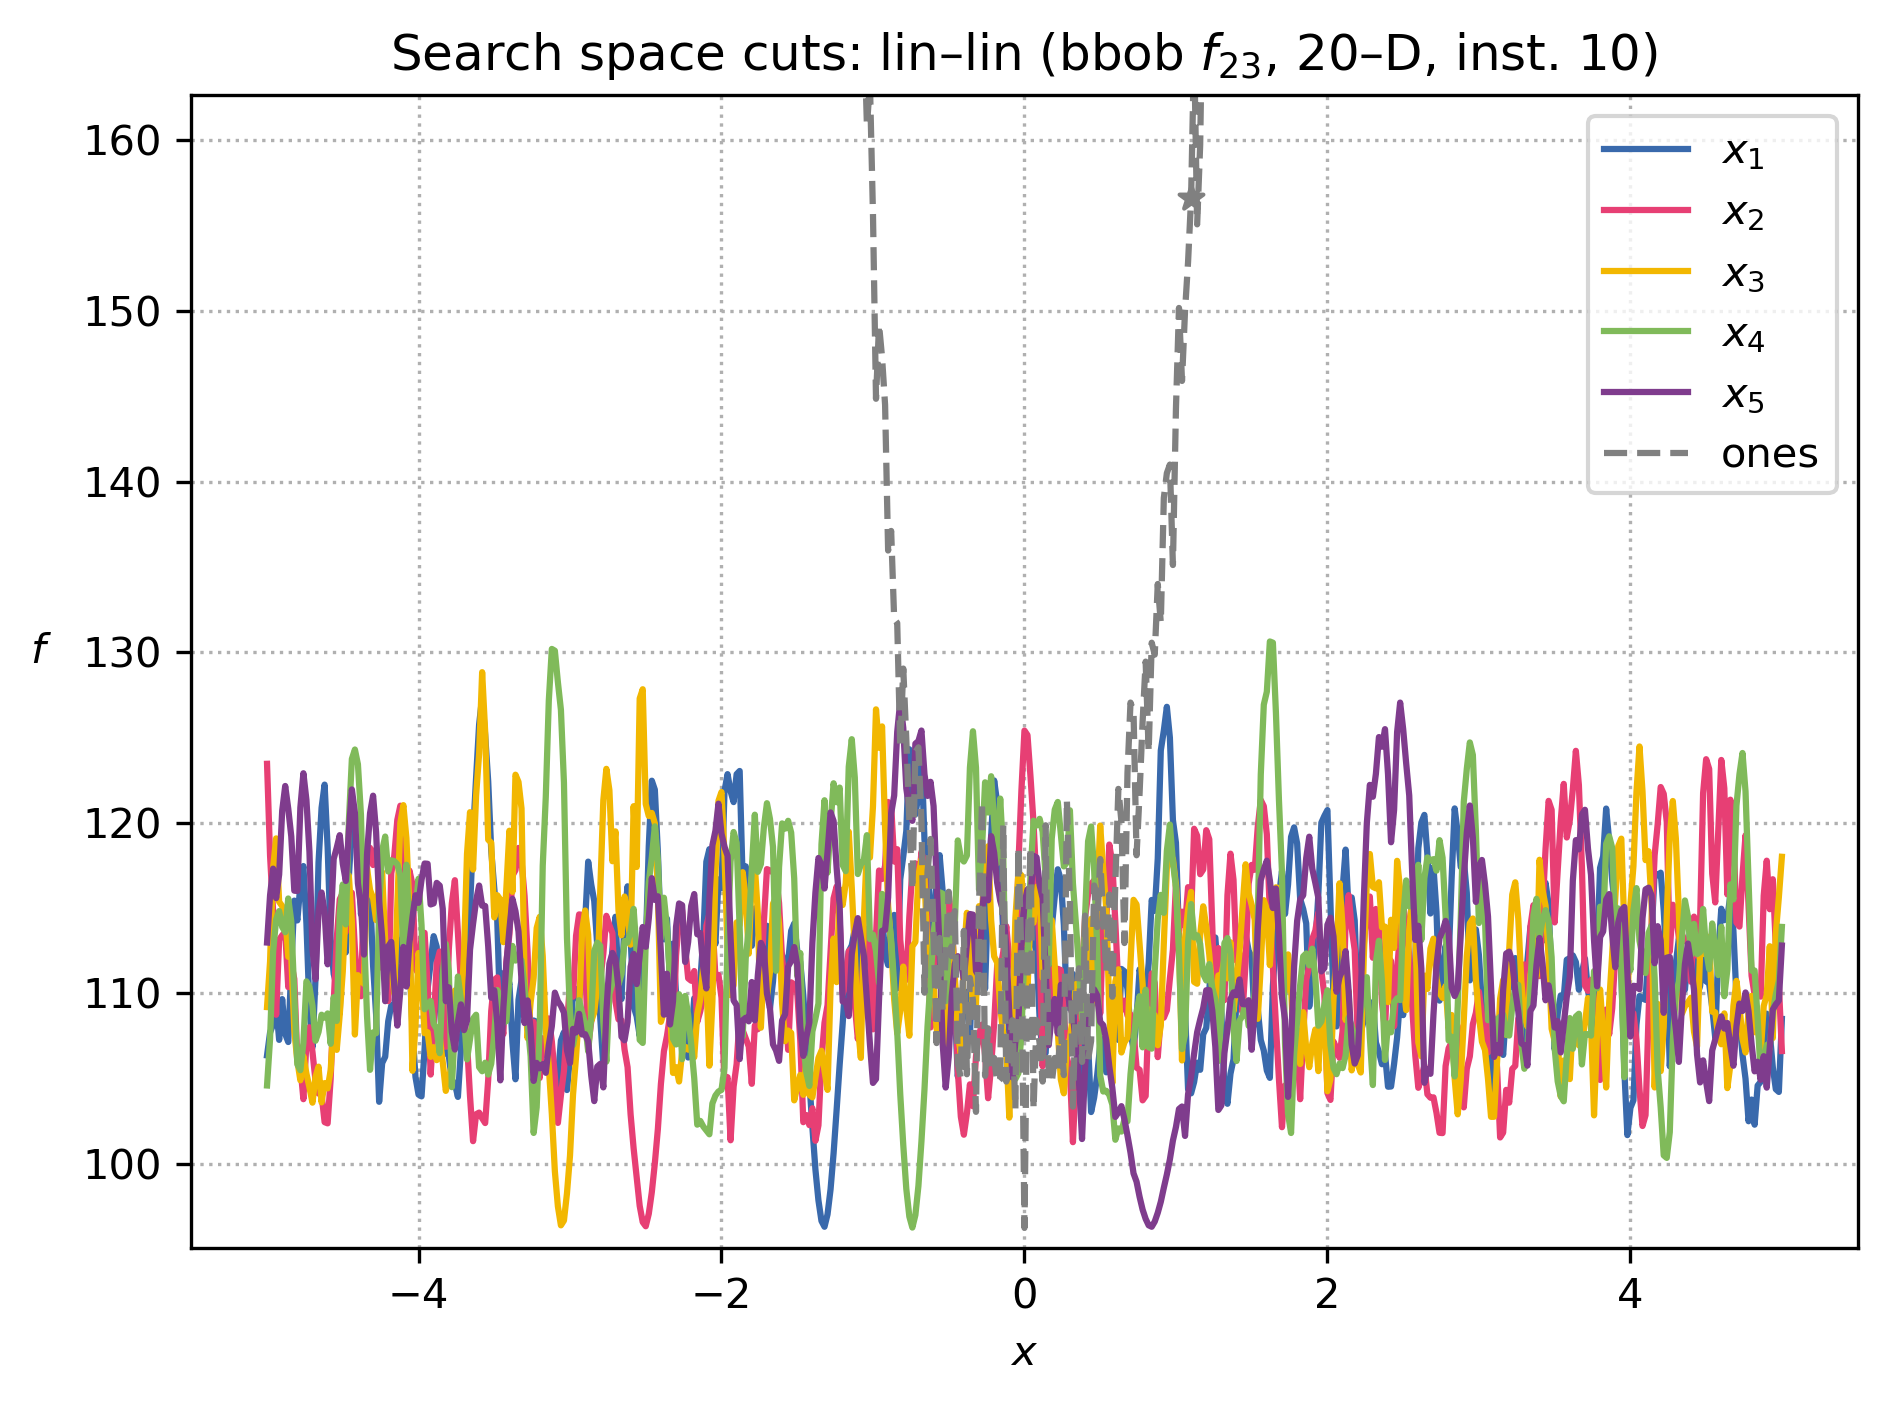 Search space cuts: lin–lin (bbob f₂₃, 20–D, inst. 10)
160
150
140
130
120
110
100
f
−4
−2
0
2
4
x
x₁
x₂
x₃
x₄
x₅
ones